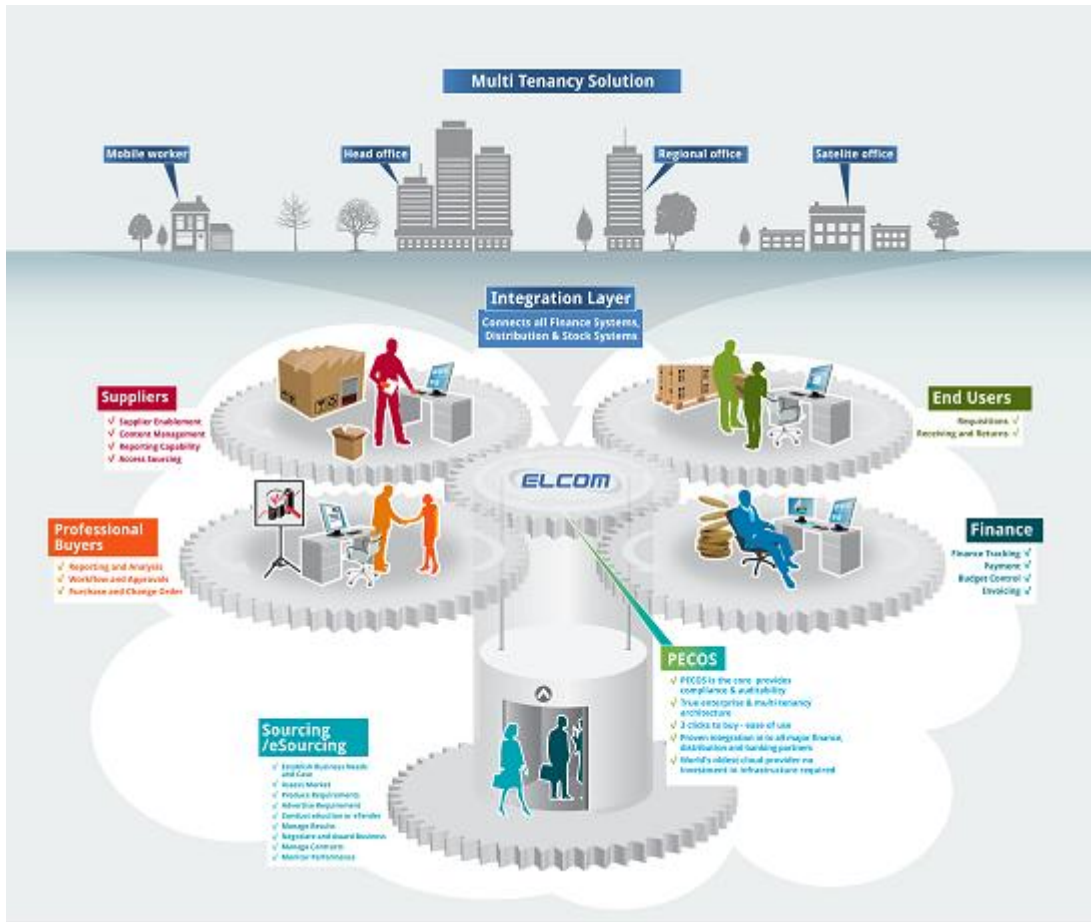 Multi Tenancy Solution
Mobile worker
Head office
Regional office
Satelite office
Integration Layer
Connects all Finance Systems,
Distribution & Stock Systems
Suppliers
√ Supplier Enablement
√ Content Management
√ Reporting Capability
√ Access Sourcing
End Users
Requisitions √
Receiving and Returns √
ELCOM
Professional
Buyers
√ Reporting and Analysis
√ Workflow and Approvals
√ Purchase and Change Order
Finance
Finance Tracking √
Payment √
Budget Control √
Invoicing √
PECOS
√ PECOS is the core provides
compliance & auditability
√ True enterprise & multi tenancy
architecture
√ 3 clicks to buy - ease of use
√ Proven integration in to all major finance,
distribution and banking partners
√ World's oldest cloud provider no
investment in infrastructure required
Sourcing
/eSourcing
√ Establish Business Needs
and Case
√ Assess Market
√ Produce Requirements
√ Advertise Requirement
√ Conduct eAuction or eTender
√ Manage Results
√ Negotiate and Award Business
√ Manage Contracts
√ Monitor Performance